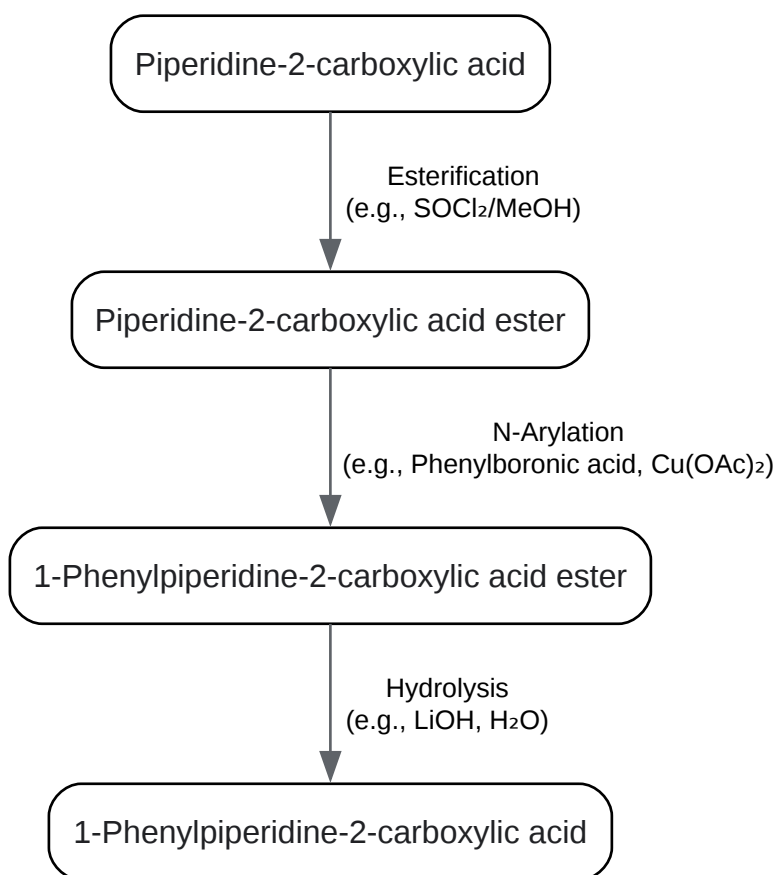 Piperidine-2-carboxylic acid
Esterification
(e.g., SOCl₂/MeOH)
Piperidine-2-carboxylic acid ester
N-Arylation
(e.g., Phenylboronic acid, Cu(OAc)₂)
1-Phenylpiperidine-2-carboxylic acid ester
Hydrolysis
(e.g., LiOH, H₂O)
1-Phenylpiperidine-2-carboxylic acid